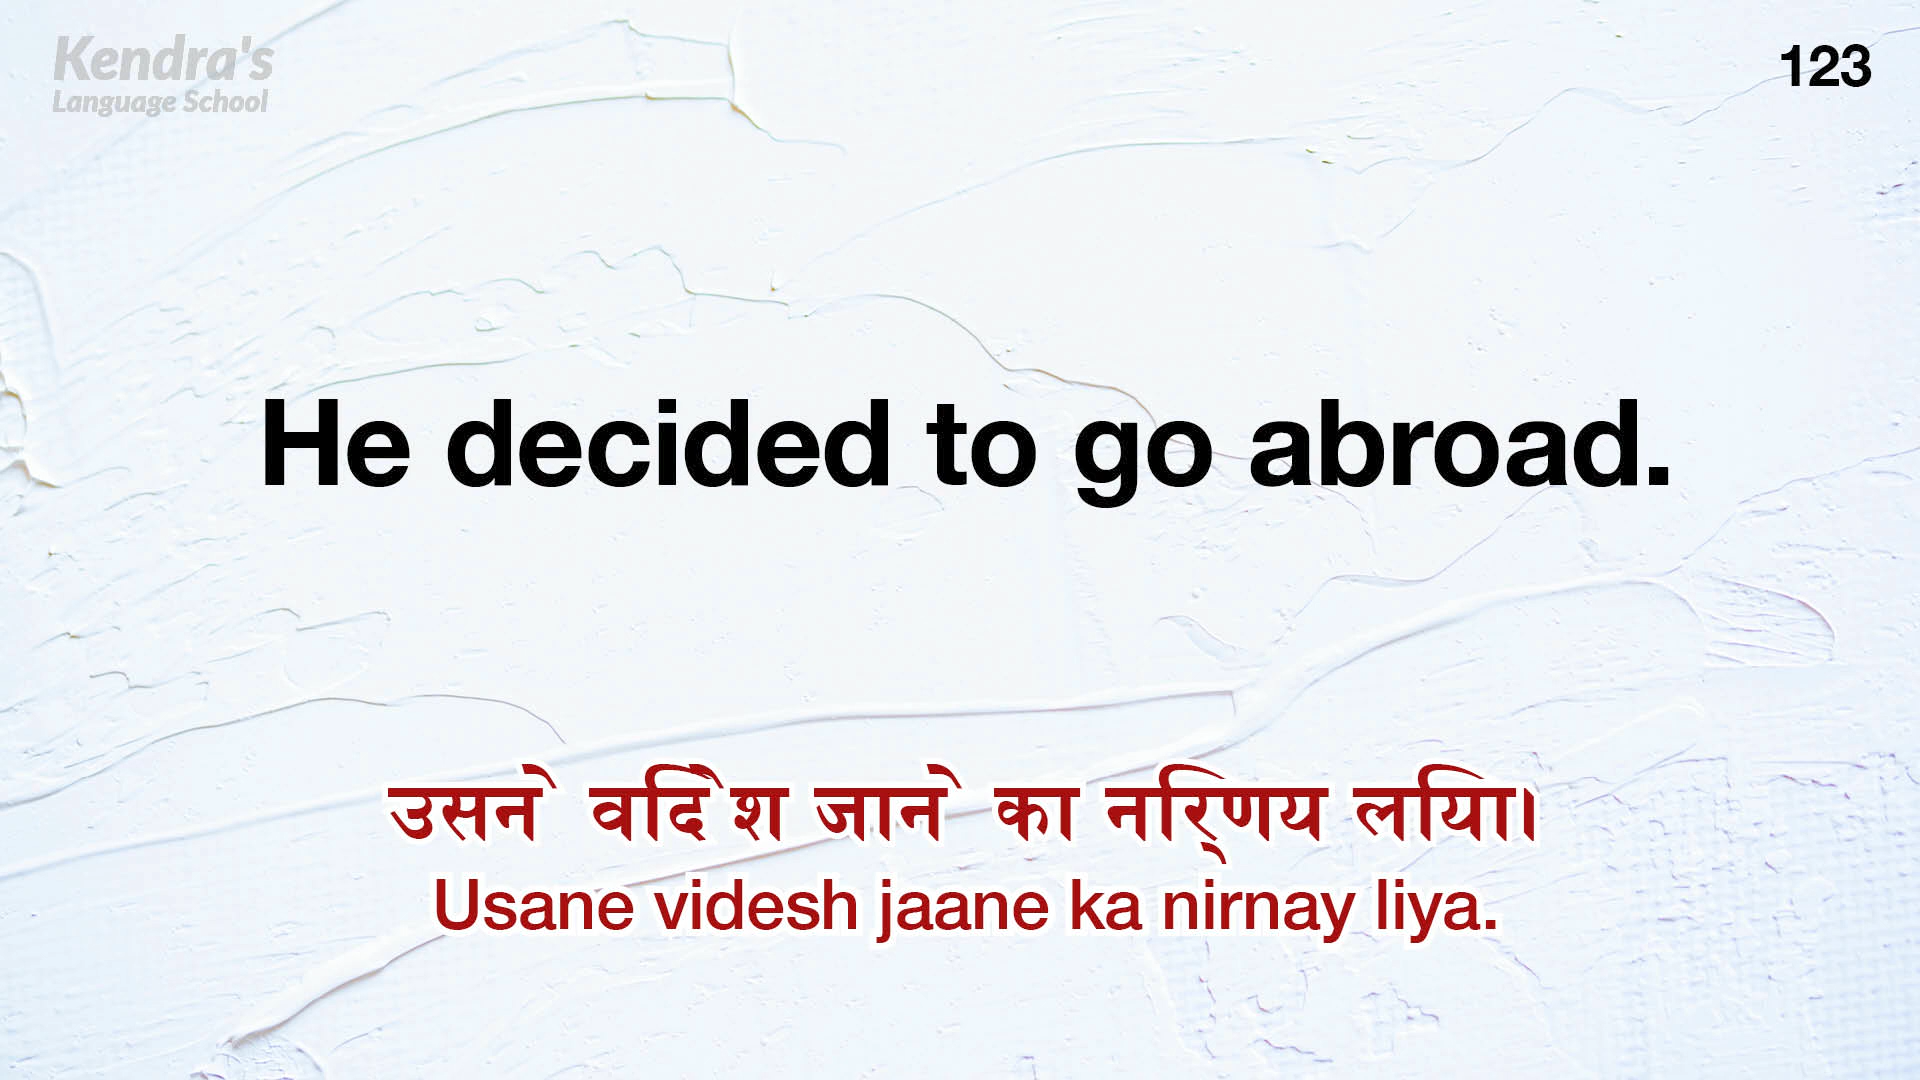 Kendra's
Language School
123
He decided to go abroad.
उसने विदेश जाने का निर्णय लिया।
Usane videsh jaane ka nirnay liya.